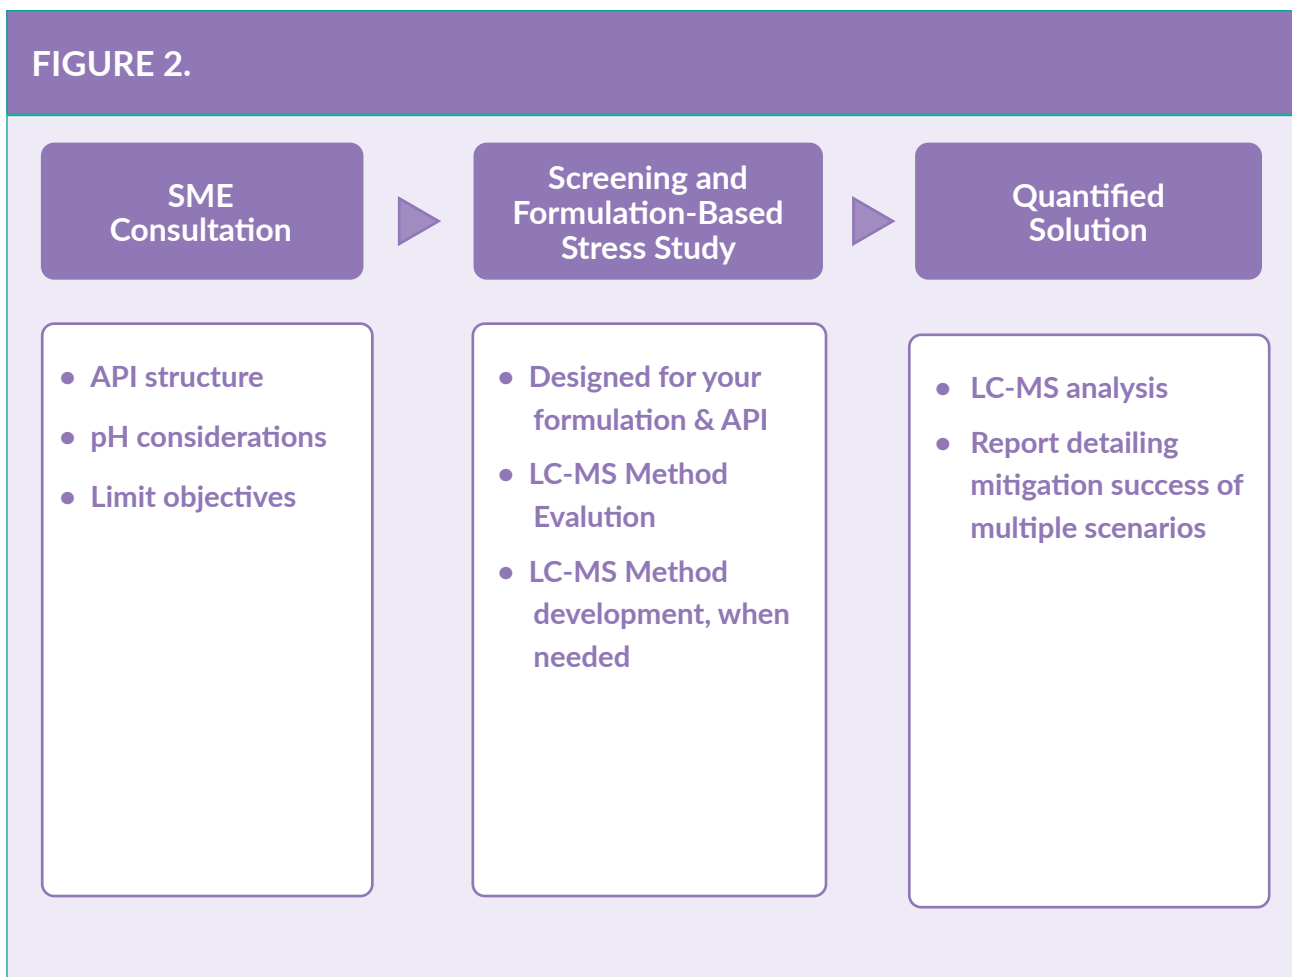 FIGURE 2.
SME
Consultation
Screening and
Formulation-Based
Stress Study
Quantified
Solution
● API structure
● pH considerations
● Limit objectives
● Designed for your
formulation & API
● LC-MS Method
Evalution
● LC-MS Method
development, when
needed
● LC-MS analysis
● Report detailing
mitigation success of
multiple scenarios